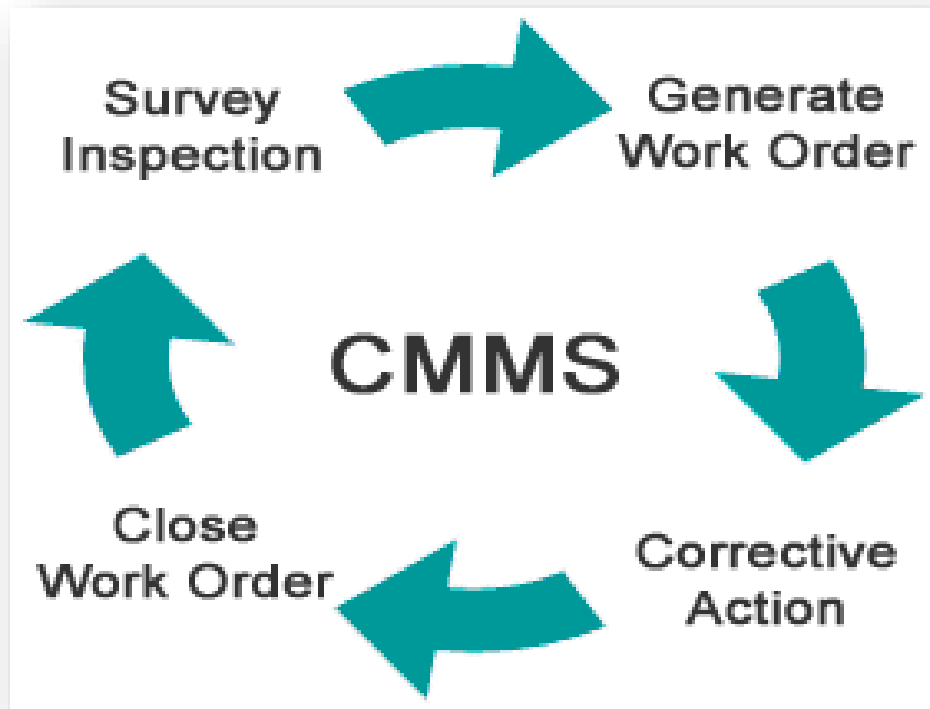 Survey
Inspection
Generate
Work Order
CMMS
Close
Work Order
Corrective
Action